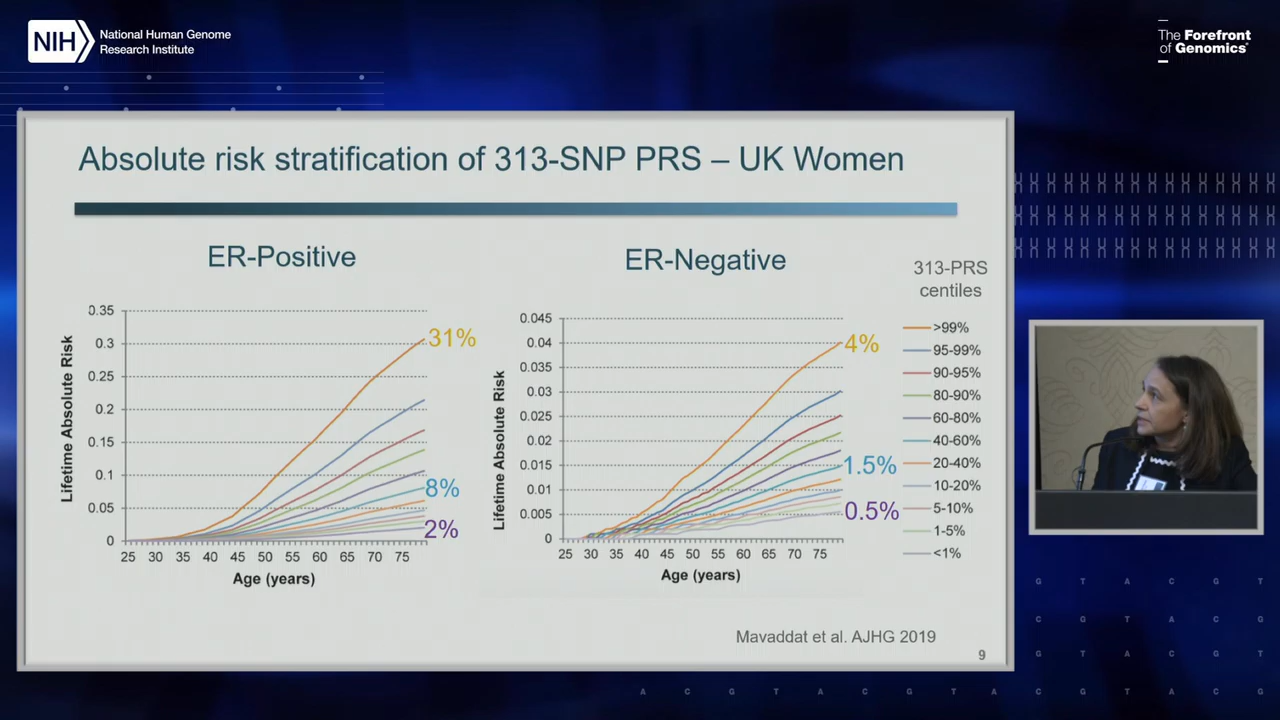 NIH
National Human Genome
Research Institute
The Forefront
of Genomics®
Absolute risk stratification of 313-SNP PRS – UK Women
ER-Positive
ER-Negative
313-PRS
centiles
Lifetime Absolute Risk
0.35
0.3
0.25
0.2
0.15
0.1
0.05
0
31%
8%
2%
25 30 35 40 45 50 55 60 65 70 75
Age (years)
Lifetime Absolute Risk
0.045
0.04
0.035
0.03
0.025
0.02
0.015
0.01
0.005
0
4%
1.5%
0.5%
25 30 35 40 45 50 55 60 65 70 75
Age (years)
>99%
95-99%
90-95%
80-90%
60-80%
40-60%
20-40%
10-20%
5-10%
1-5%
<1%
Mavaddat et al. AJHG 2019
9
G T A C G T
C G T A C G
G T A C G T
A C G T A C G T A C G T A C G